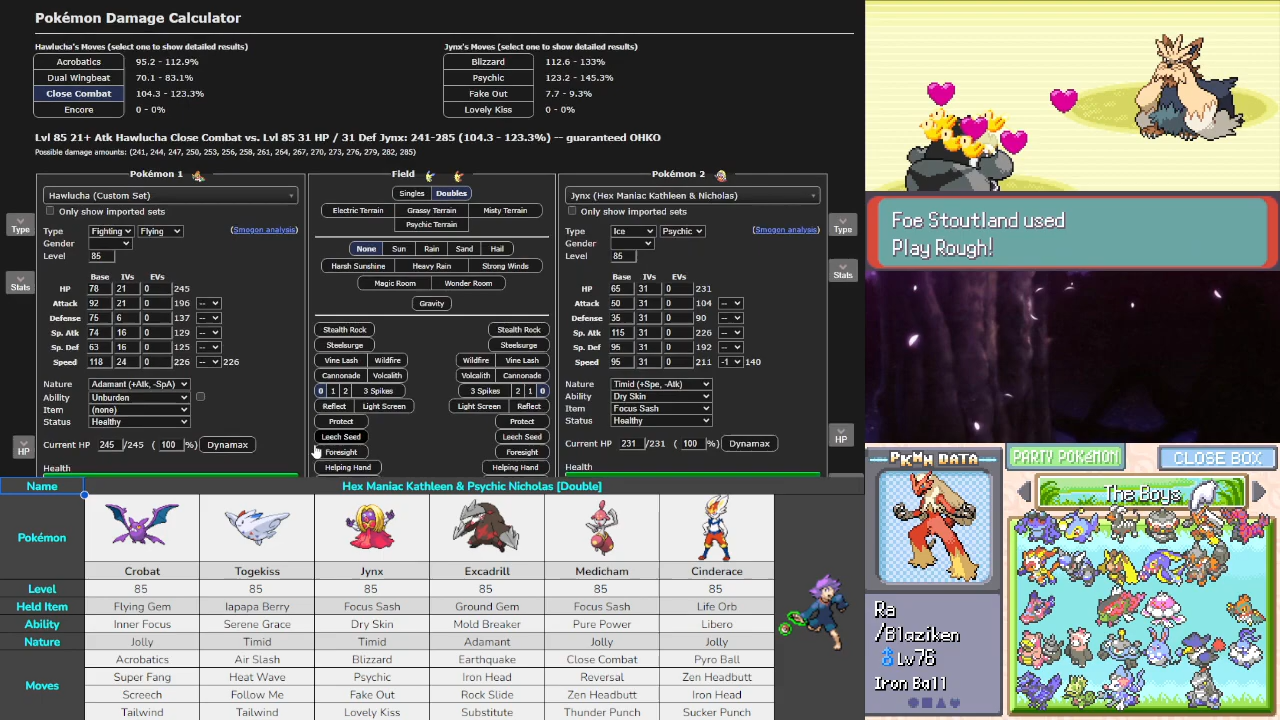 Pokémon Damage Calculator
Hawlucha's Moves (select one to show detailed results)
Acrobatics 95.2 - 112.9%
Dual Wingbeat 70.1 - 83.1%
Close Combat 104.3 - 123.3%
Encore 0 - 0%
Jynx's Moves (select one to show detailed results)
Blizzard 112.6 - 133%
Psychic 123.2 - 145.3%
Fake Out 7.7 - 9.3%
Lovely Kiss 0 - 0%
Lvl 85 21+ Atk Hawlucha Close Combat vs. Lvl 85 31 HP / 31 Def Jynx: 241-285 (104.3 - 123.3%) -- guaranteed OHKO
Possible damage amounts: (241, 244, 247, 250, 253, 256, 258, 261, 264, 267, 270, 273, 276, 279, 282, 285)
Pokémon 1
Hawlucha (Custom Set)
Only show imported sets
Type Fighting Flying (Smogon analysis)
Gender
Level 85
Base IVs EVs
HP 78 21 0 245
Attack 92 21 0 196 --
Defense 75 6 0 137 --
Sp. Atk 74 16 0 129 --
Sp. Def 63 16 0 125 --
Speed 118 24 0 226 -- 226
Nature Adamant (+Atk, -SpA)
Ability Unburden
Item (none)
Status Healthy
Current HP 245 /245 ( 100 %) Dynamax
Health
Type
Stats
HP
Field
Singles Doubles
Electric Terrain Grassy Terrain Misty Terrain
Psychic Terrain
None Sun Rain Sand Hail
Harsh Sunshine Heavy Rain Strong Winds
Magic Room Wonder Room
Gravity
Stealth Rock Stealth Rock
Steelsurge Steelsurge
Vine Lash Wildfire Wildfire Vine Lash
Cannonade Volcalith Volcalith Cannonade
0 1 2 3 Spikes 3 Spikes 2 1 0
Reflect Light Screen Light Screen Reflect
Protect Protect
Leech Seed Leech Seed
Foresight Foresight
Helping Hand Helping Hand
Pokémon 2
Jynx (Hex Maniac Kathleen & Nicholas)
Only show imported sets
Type Ice Psychic (Smogon analysis)
Gender
Level 85
Base IVs EVs
HP 65 31 0 231
Attack 50 31 0 104 --
Defense 35 31 0 90 --
Sp. Atk 115 31 0 226 --
Sp. Def 95 31 0 192 --
Speed 95 31 0 211 -1 140
Nature Timid (+Spe, -Atk)
Ability Dry Skin
Item Focus Sash
Status Healthy
Current HP 231 /231 ( 100 %) Dynamax
Health
Type
Stats
HP
Name Hex Maniac Kathleen & Psychic Nicholas [Double]
Pokémon Crobat Togekiss Jynx Excadrill Medicham Cinderace
Level 85 85 85 85 85 85
Held Item Flying Gem Iapapa Berry Focus Sash Ground Gem Focus Sash Life Orb
Ability Inner Focus Serene Grace Dry Skin Mold Breaker Pure Power Libero
Nature Jolly Timid Timid Adamant Jolly Jolly
Moves Acrobatics Air Slash Blizzard Earthquake Close Combat Pyro Ball
Super Fang Heat Wave Psychic Iron Head Reversal Zen Headbutt
Screech Follow Me Fake Out Rock Slide Zen Headbutt Iron Head
Tailwind Tailwind Lovely Kiss Substitute Thunder Punch Sucker Punch
Foe Stoutland used
Play Rough!
PKMN DATA
PARTY POKéMON
CLOSE BOX
The Boys
Ra
/Blaziken
♂ Lv76
Iron Ball